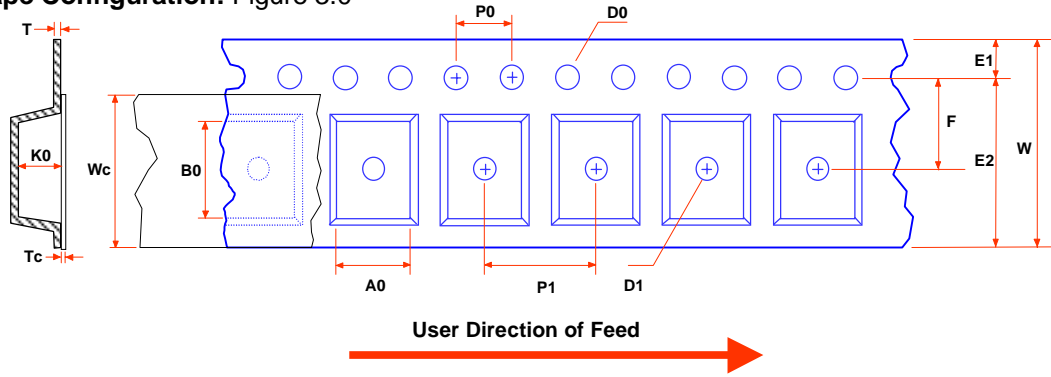 ape Configuration: Figure 3.0
T
P0
D0
E1
F
W
K0
Wc
B0
E2
Tc
A0
P1
D1
User Direction of Feed